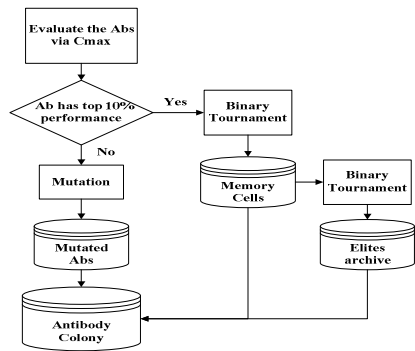 Evaluate the Abs
via Cmax
Ab has top 10%
performance
Yes
Binary
Tournament
No
Mutation
Memory
Cells
Binary
Tournament
Mutated
Abs
Elites
archive
Antibody
Colony